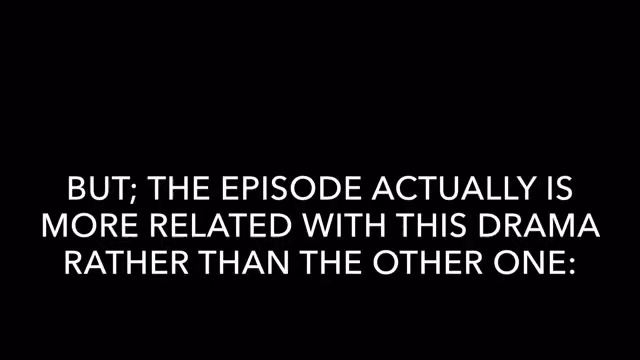 BUT; THE EPISODE ACTUALLY IS
MORE RELATED WITH THIS DRAMA
RATHER THAN THE OTHER ONE: